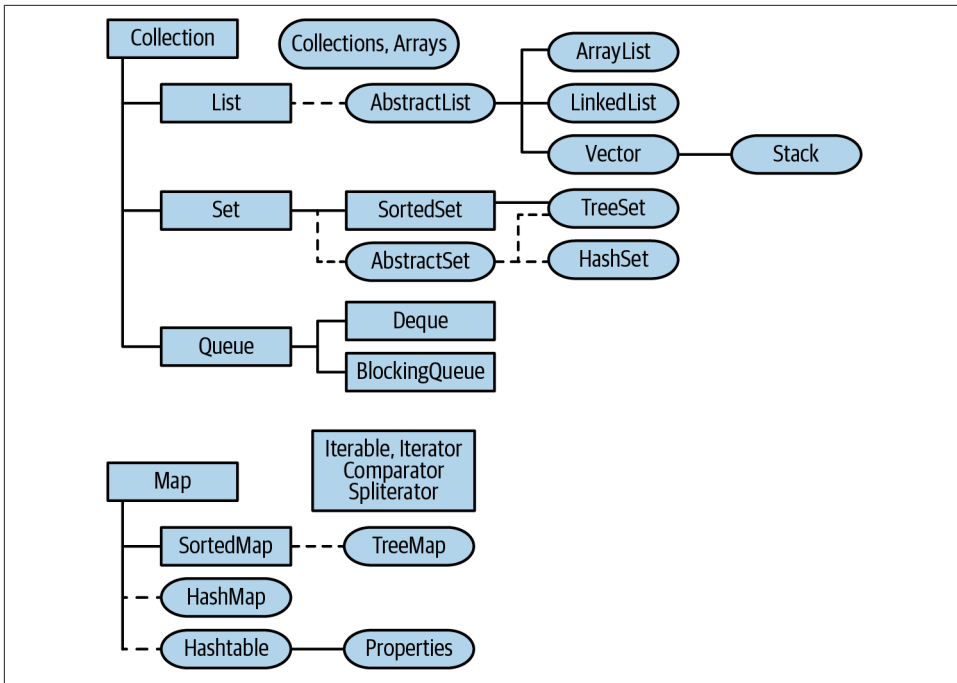 Collection
Collections, Arrays
ArrayList
List
AbstractList
LinkedList
Vector
Stack
Set
SortedSet
TreeSet
AbstractSet
HashSet
Deque
Queue
BlockingQueue
Iterable, Iterator
Comparator
Spliterator
Map
SortedMap
TreeMap
HashMap
Hashtable
Properties